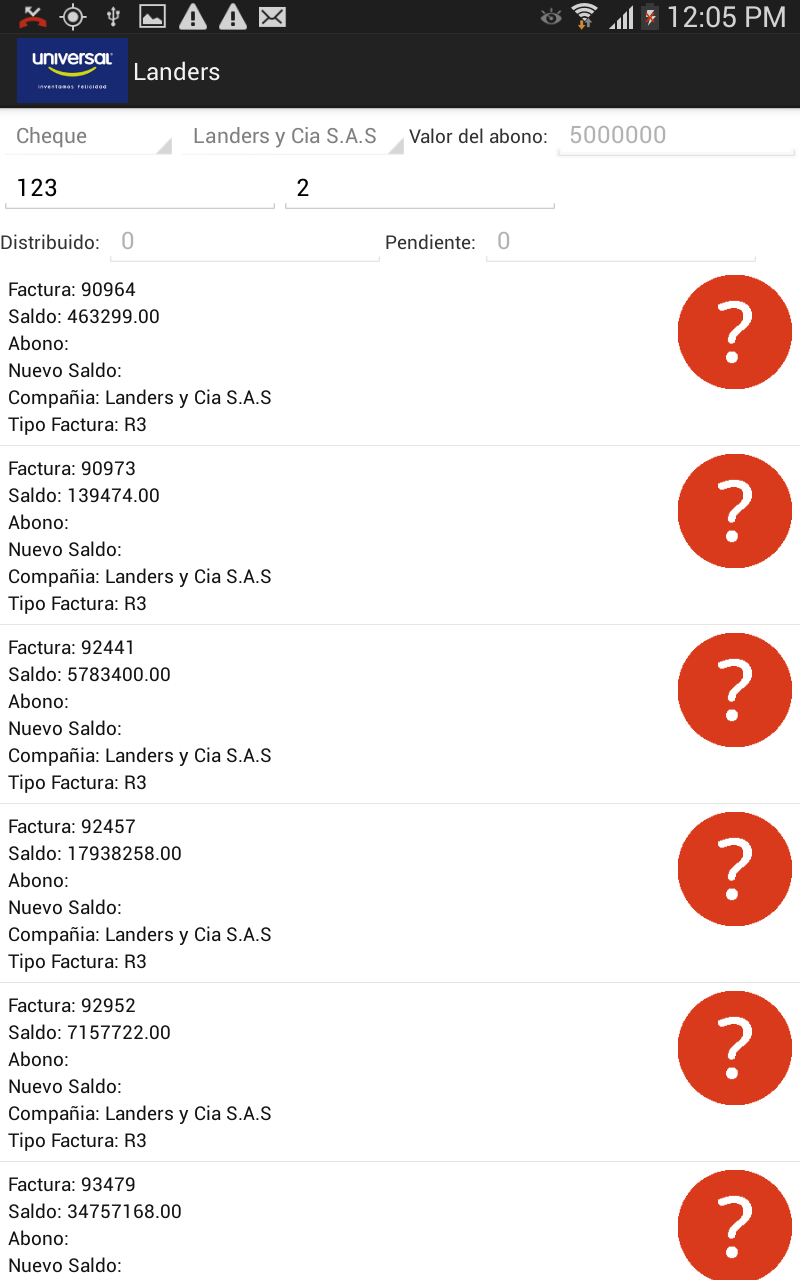 12:05 PM
universal
inventamos felicidad
Landers
Cheque Landers y Cia S.A.S Valor del abono: 5000000
123 2
Distribuido: 0 Pendiente: 0
Factura: 90964
Saldo: 463299.00
Abono:
Nuevo Saldo:
Compañia: Landers y Cia S.A.S
Tipo Factura: R3
?
Factura: 90973
Saldo: 139474.00
Abono:
Nuevo Saldo:
Compañia: Landers y Cia S.A.S
Tipo Factura: R3
?
Factura: 92441
Saldo: 5783400.00
Abono:
Nuevo Saldo:
Compañia: Landers y Cia S.A.S
Tipo Factura: R3
?
Factura: 92457
Saldo: 17938258.00
Abono:
Nuevo Saldo:
Compañia: Landers y Cia S.A.S
Tipo Factura: R3
?
Factura: 92952
Saldo: 7157722.00
Abono:
Nuevo Saldo:
Compañia: Landers y Cia S.A.S
Tipo Factura: R3
?
Factura: 93479
Saldo: 34757168.00
Abono:
Nuevo Saldo:
?